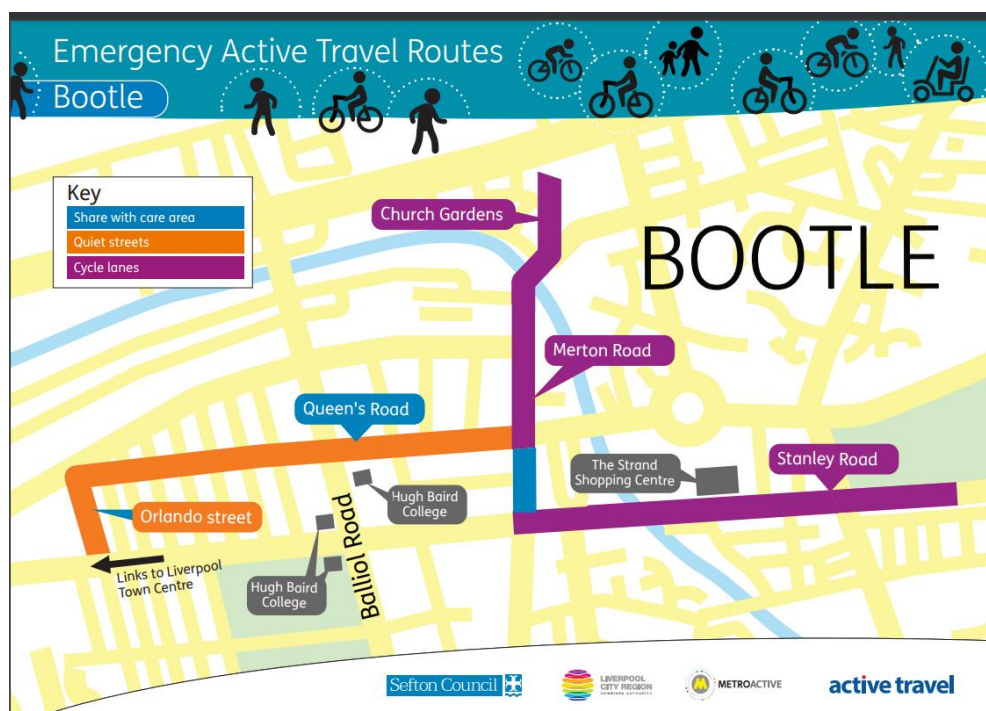 Emergency Active Travel Routes
Bootle
Key
Share with care area
Quiet streets
Cycle lanes
Church Gardens
BOOTLE
Merton Road
Queen's Road
The Strand
Shopping Centre
Stanley Road
Hugh Baird
College
Orlando street
Balliol Road
Links to Liverpool
Town Centre
Hugh Baird
College
Sefton Council
LIVERPOOL
CITY REGION
COMBINED AUTHORITY
M
METROACTIVE
active travel